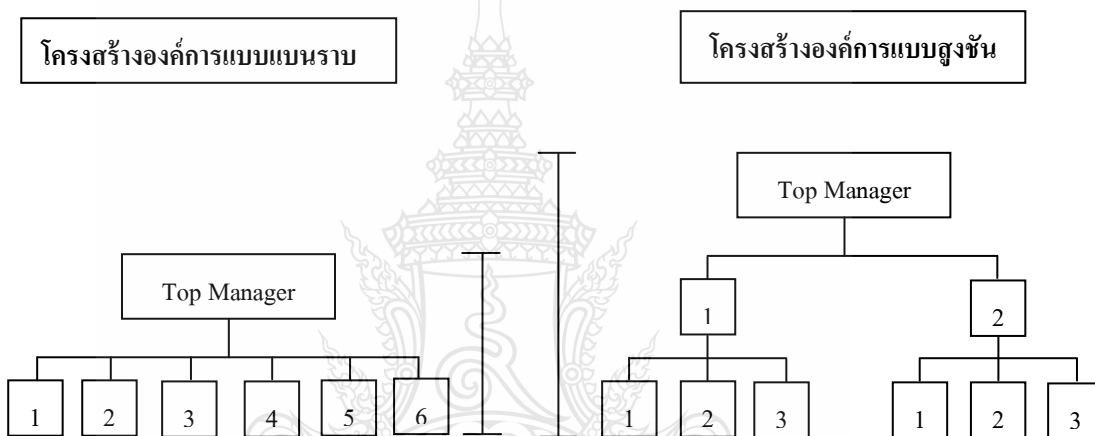 โครงสร้างองค์การแบบแบนราบ
โครงสร้างองค์การแบบสูงชัน
Top Manager
1 2
1 2 3 1 2 3
Top Manager
1 2 3 4 5 6